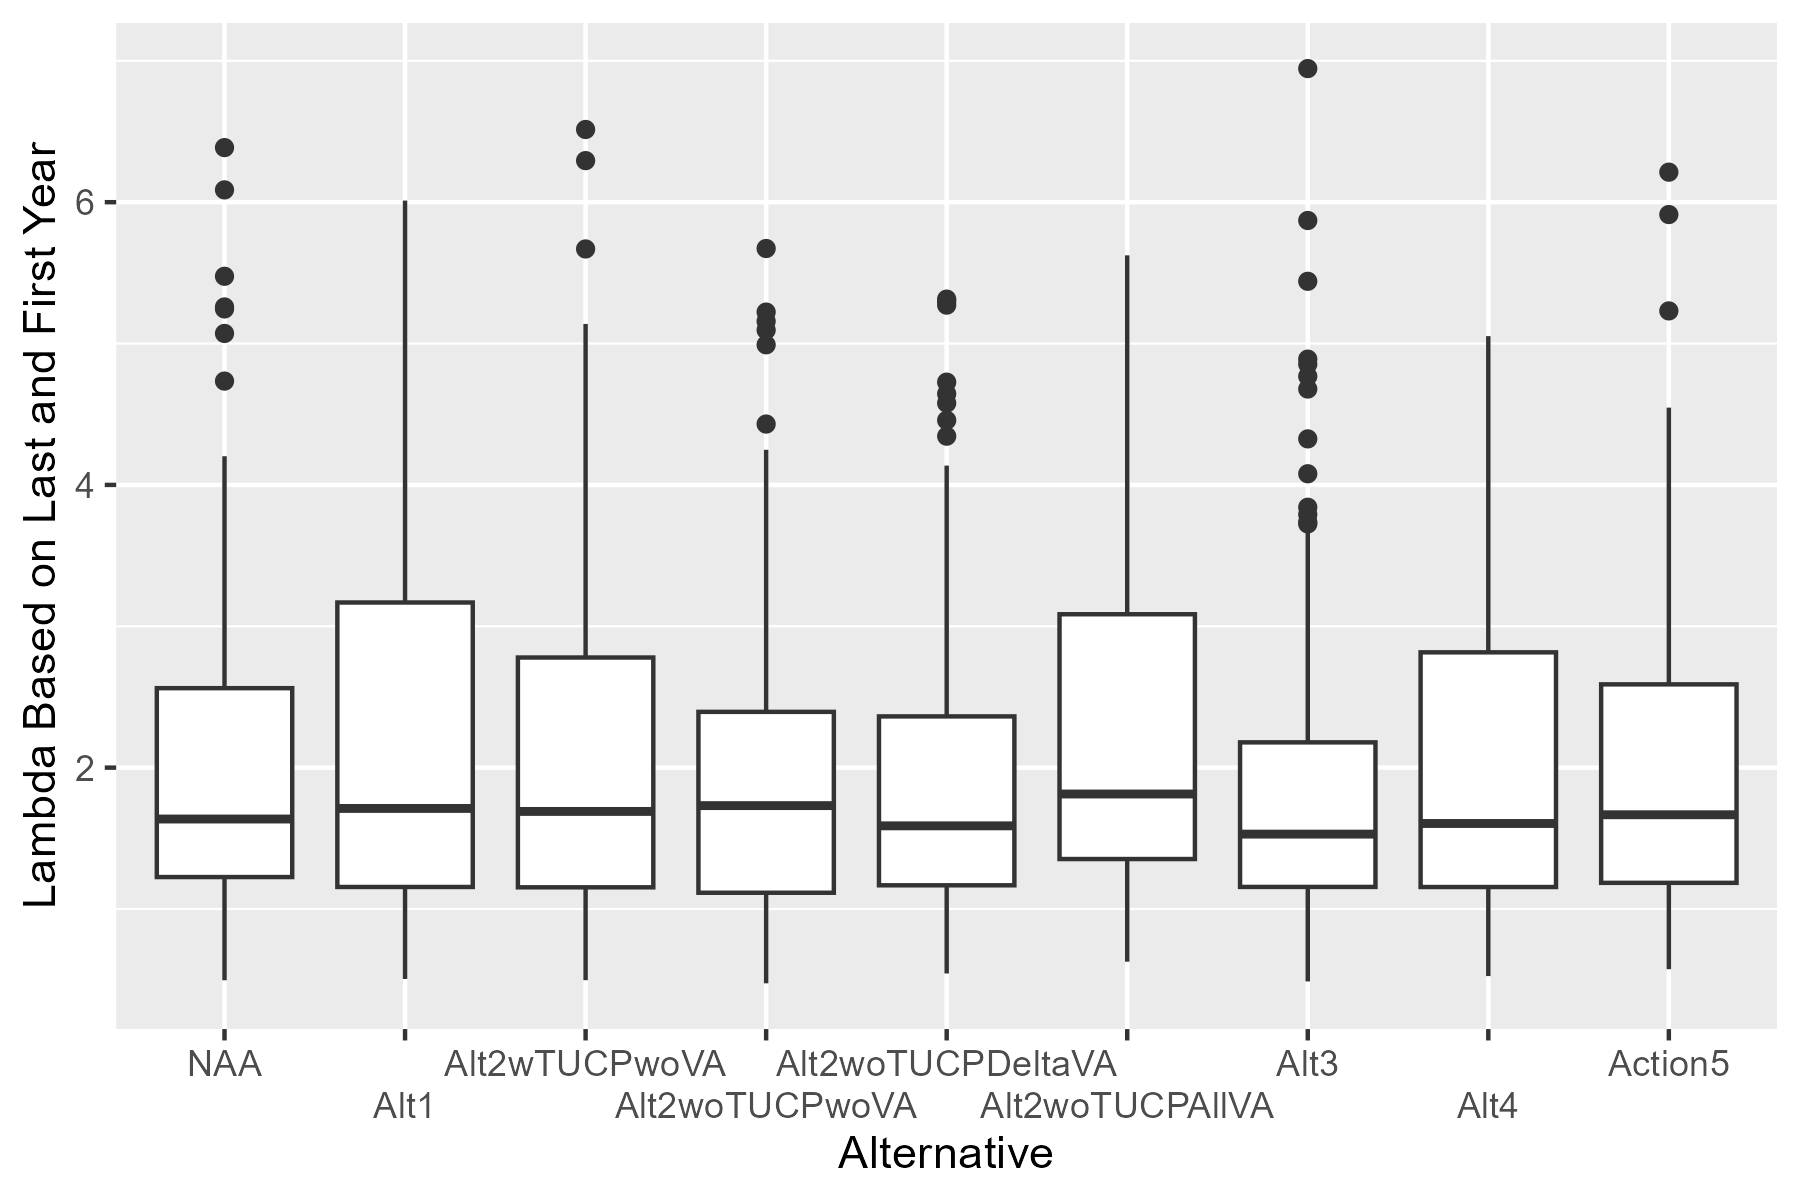 Lambda Based on Last and First Year
6
4
2
NAA
Alt1
Alt2wTUCPwoVA
Alt2woTUCPwoVA
Alt2woTUCPDeltaVA
Alt2woTUCPAllVA
Alt3
Alt4
Action5
Alternative